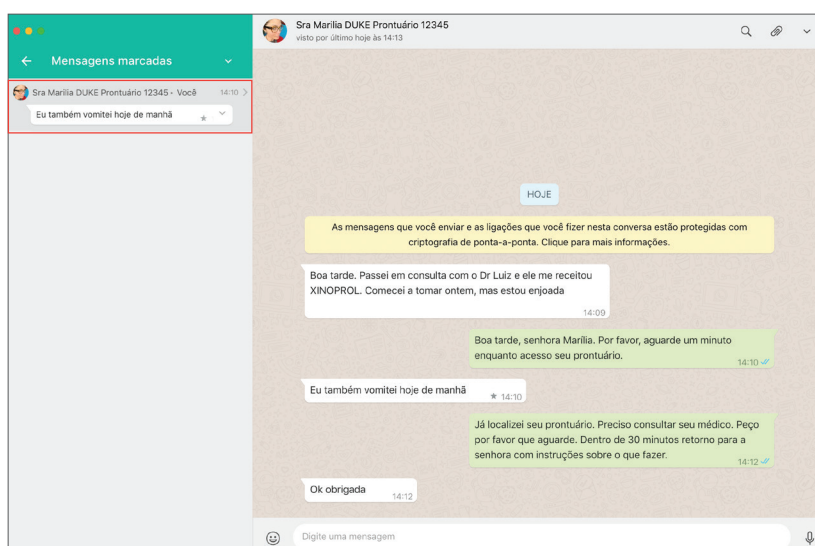 Mensagens marcadas
Sra Marilia DUKE Prontuário 12345 • Você 14:10
Eu também vomitei hoje de manhã
Sra Marilia DUKE Prontuário 12345
visto por último hoje às 14:13
HOJE
As mensagens que você enviar e as ligações que você fizer nesta conversa estão protegidas com
criptografia de ponta-a-ponta. Clique para mais informações.
Boa tarde. Passei em consulta com o Dr Luiz e ele me receitou
XINOPROL. Comecei a tomar ontem, mas estou enjoada
14:09
Boa tarde, senhora Marília. Por favor, aguarde um minuto
enquanto acesso seu prontuário.
14:10
Eu também vomitei hoje de manhã
14:10
Já localizei seu prontuário. Preciso consultar seu médico. Peço
por favor que aguarde. Dentro de 30 minutos retorno para a
senhora com instruções sobre o que fazer.
14:12
Ok obrigada
14:12
Digite uma mensagem